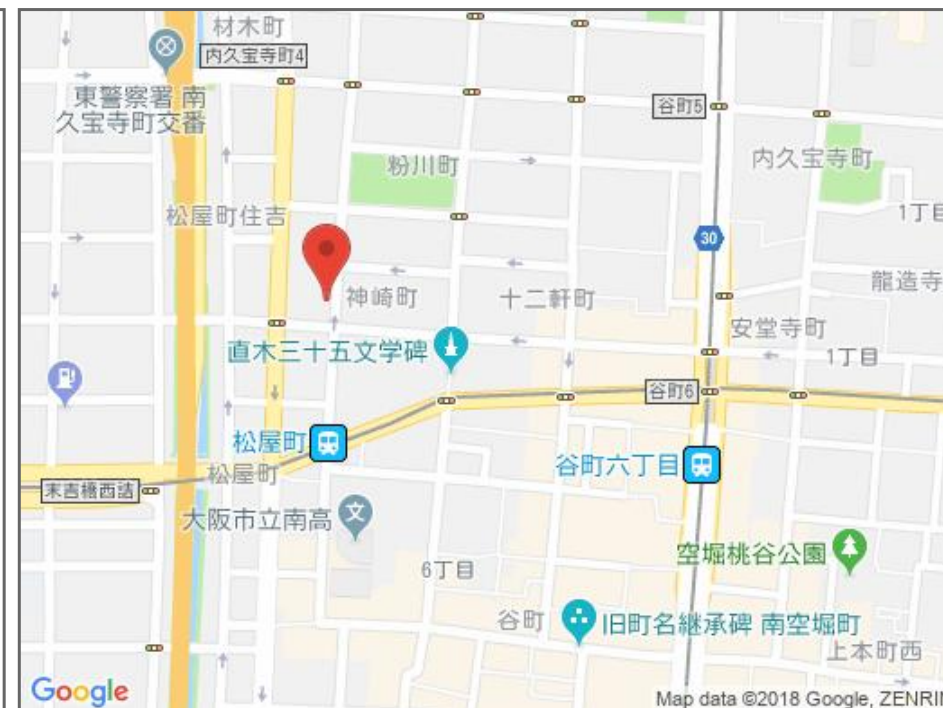 材木町
内久宝寺町4
東警察署 南
久宝寺町交番
谷町5
粉川町
内久宝寺町
松屋町住吉
1丁目
30
龍造寺
神崎町
十二軒町
安堂寺町
直木三十五文学碑
1丁目
谷町6
松屋町
谷町六丁目
松屋町
末吉橋西詰
大阪市立南高
文
空堀桃谷公園
6丁目
谷町
旧町名継承碑 南空堀町
上本町西
Google
Map data ©2018 Google, ZENRIN